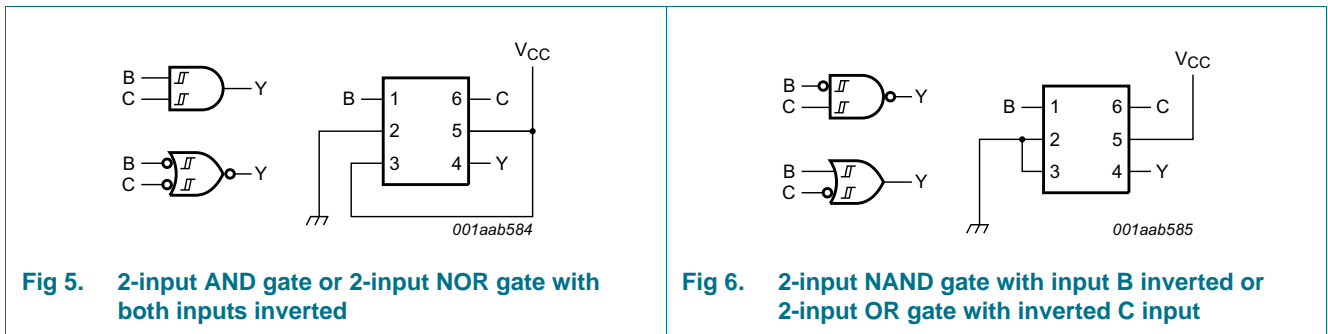 B
C
Y
B
C
Y
VCC
B 1 6 C
2 5
3 4 Y
001aab584
Fig 5. 2-input AND gate or 2-input NOR gate with
both inputs inverted
B
C
Y
B
C
Y
VCC
B 1 6 C
2 5
3 4 Y
001aab585
Fig 6. 2-input NAND gate with input B inverted or
2-input OR gate with inverted C input